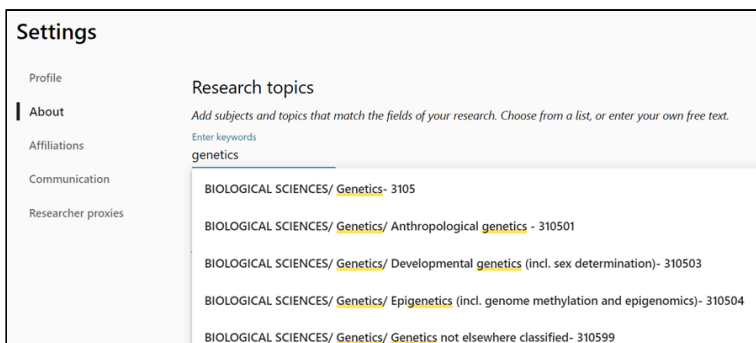 Settings
Profile
About
Affiliations
Communication
Researcher proxies
Research topics
Add subjects and topics that match the fields of your research. Choose from a list, or enter your own free text.
Enter keywords
genetics
BIOLOGICAL SCIENCES/ Genetics- 3105
BIOLOGICAL SCIENCES/ Genetics/ Anthropological genetics - 310501
BIOLOGICAL SCIENCES/ Genetics/ Developmental genetics (incl. sex determination)- 310503
BIOLOGICAL SCIENCES/ Genetics/ Epigenetics (incl. genome methylation and epigenomics)- 310504
BIOLOGICAL SCIENCES/ Genetics/ Genetics not elsewhere classified- 310599